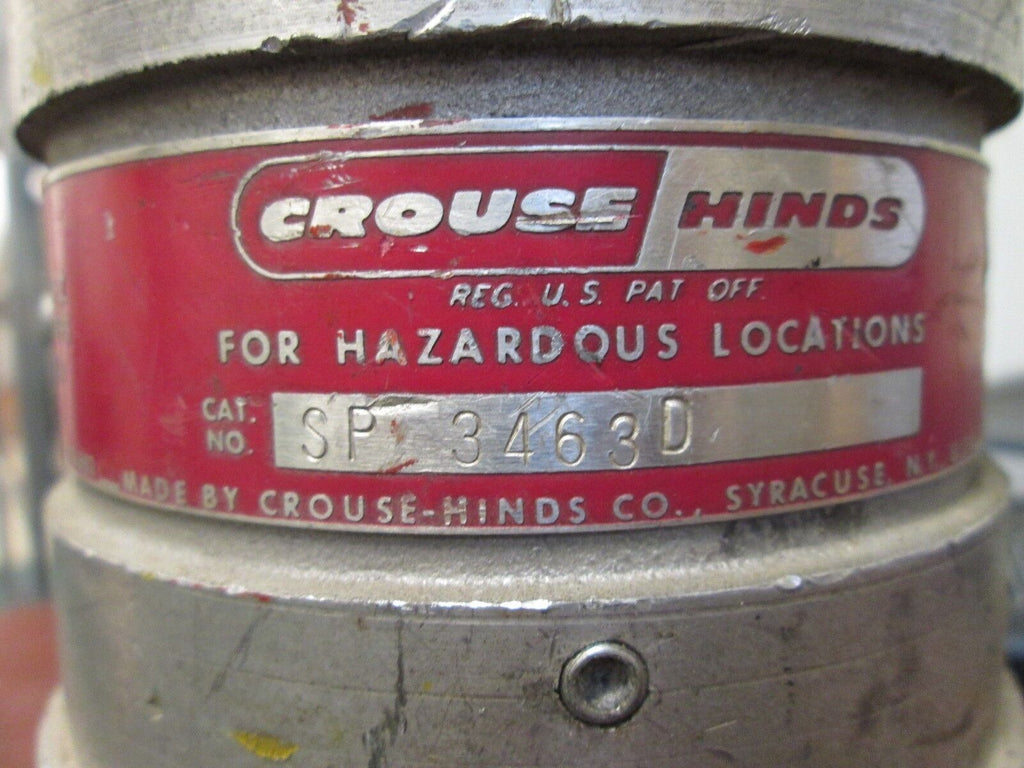 CROUSE HINDS
REG. U.S. PAT OFF.
FOR HAZARDOUS LOCATIONS
CAT. NO. SP 3463D
MADE BY CROUSE-HINDS CO., SYRACUSE, N.Y.